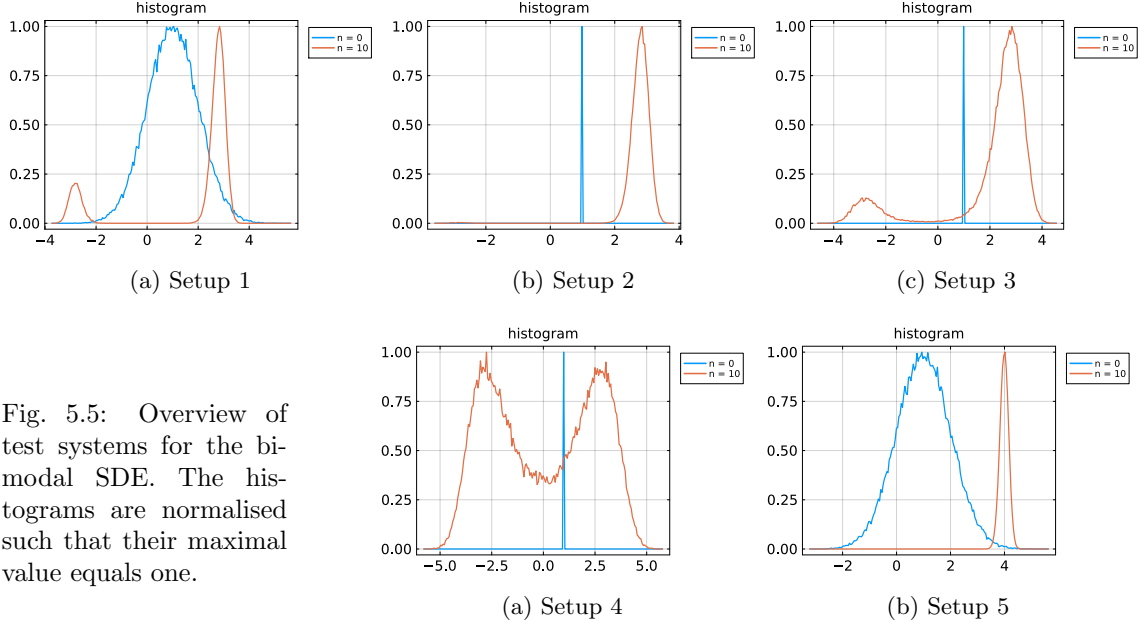 histogram
histogram
histogram
1.00
0.75
0.50
0.25
0.00
−4
−2
0
2
4
n = 0
n = 10
(a) Setup 1
1.00
0.75
0.50
0.25
0.00
−2
0
2
4
n = 0
n = 10
(b) Setup 2
1.00
0.75
0.50
0.25
0.00
−4
−2
0
2
4
n = 0
n = 10
(c) Setup 3
Fig. 5.5: Overview of
test systems for the bi-
modal SDE. The his-
tograms are normalised
such that their maximal
value equals one.
histogram
1.00
0.75
0.50
0.25
0.00
−5.0
−2.5
0.0
2.5
5.0
n = 0
n = 10
(a) Setup 4
histogram
1.00
0.75
0.50
0.25
0.00
−2
0
2
4
n = 0
n = 10
(b) Setup 5